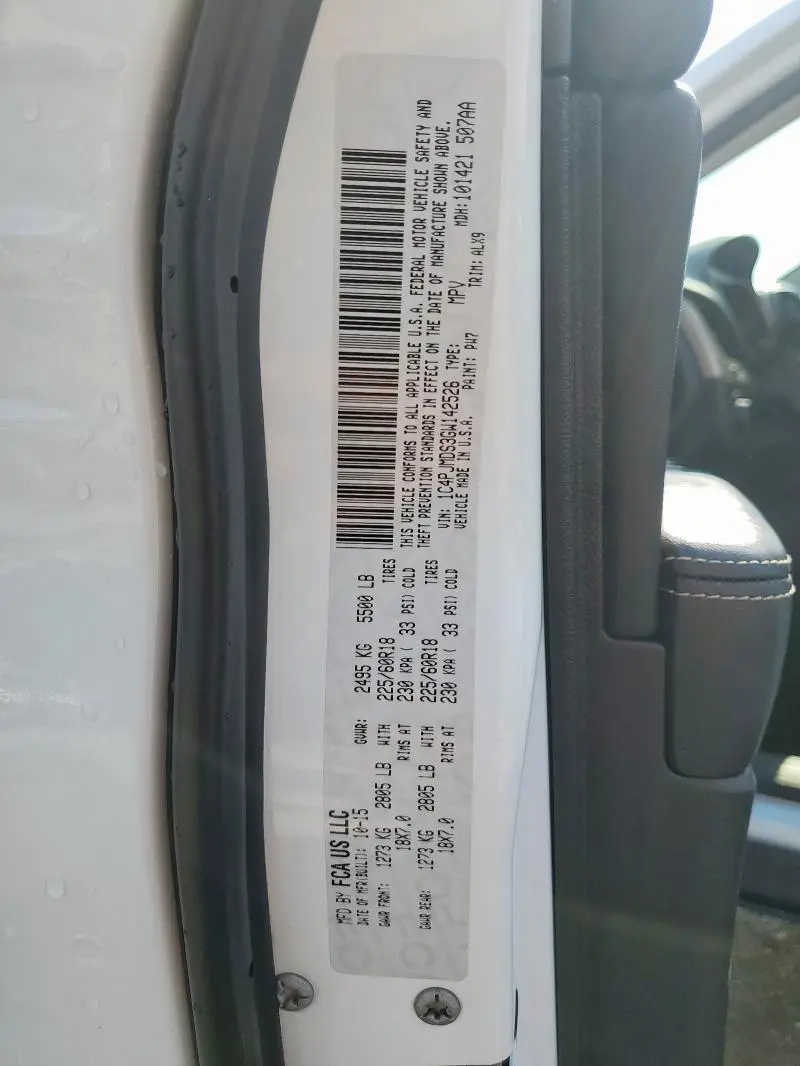 MFD BY FCA US LLC
DATE OF MFR(BUILT): 10-15 GVWR: 2495 KG 5500 LB
GAWR FRONT: 1273 KG 2805 LB WITH 225/60R18 TIRES
18X7.0 RIMS AT 230 KPA ( 33 PSI) COLD
GAWR REAR: 1273 KG 2805 LB WITH 225/60R18 TIRES
18X7.0 RIMS AT 230 KPA ( 33 PSI) COLD
THIS VEHICLE CONFORMS TO ALL APPLICABLE U.S.A. FEDERAL MOTOR VEHICLE SAFETY AND
THEFT PREVENTION STANDARDS IN EFFECT ON THE DATE OF MANUFACTURE SHOWN ABOVE.
VIN: 1C4PJMDS3GW142526 TYPE: MPV MDH:101421 507AA
VEHICLE MADE IN U.S.A. PAINT: PW7 TRIM: ALX9